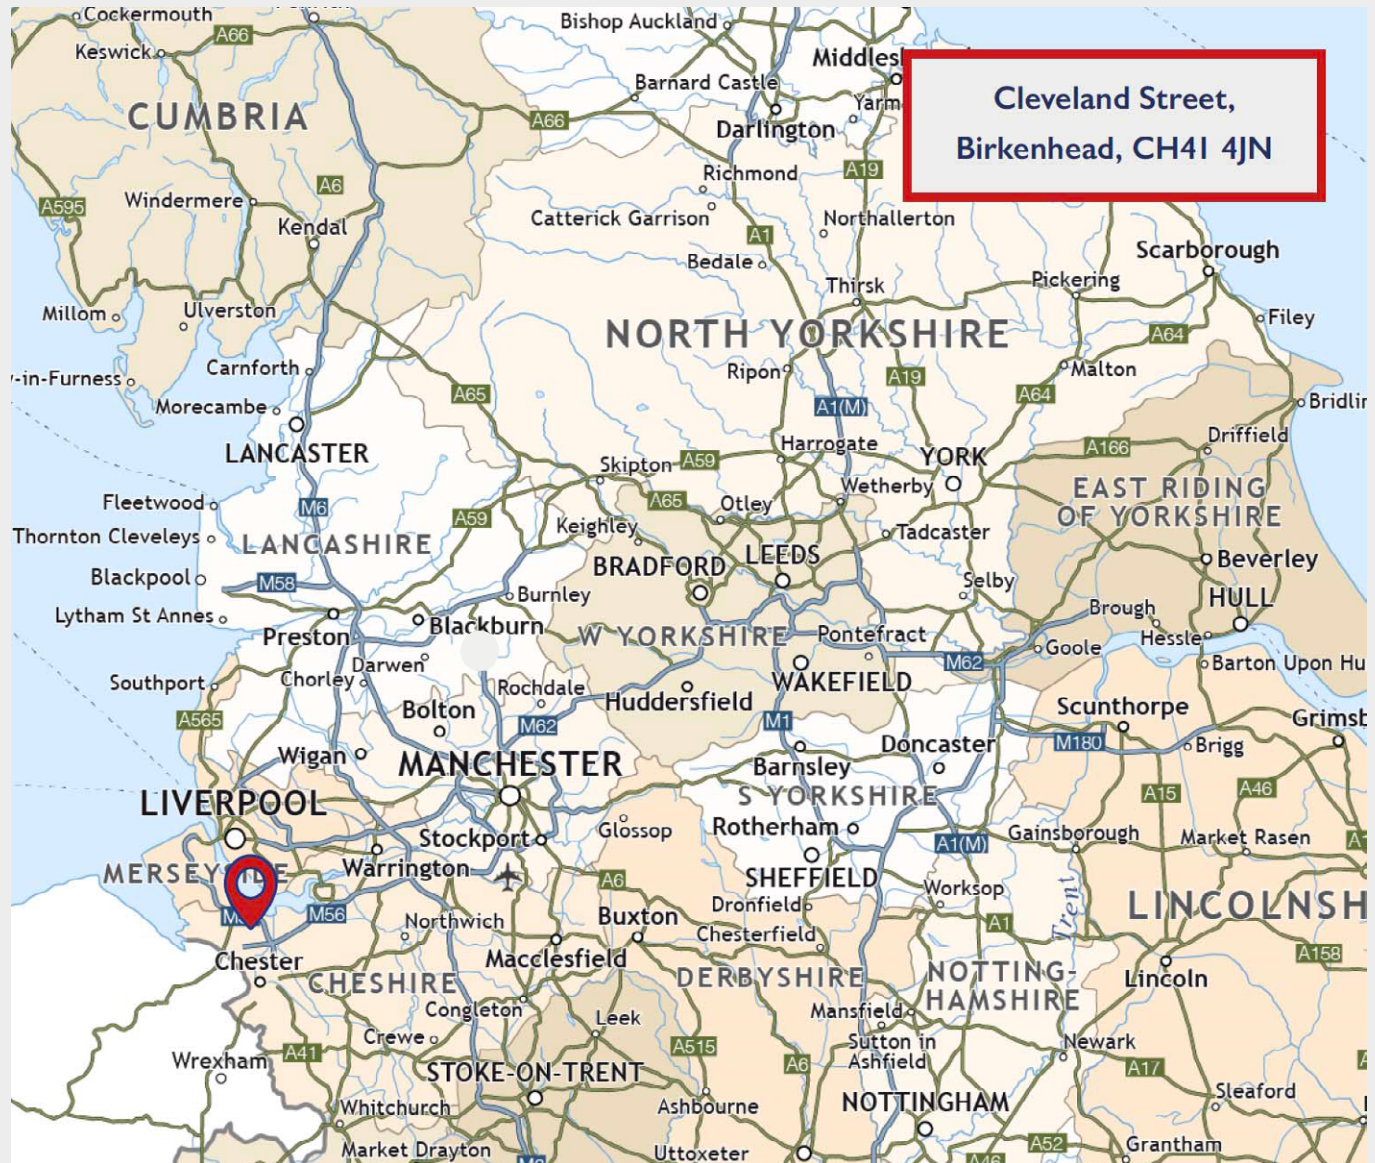 Cockermouth
A66
Keswick
Bishop Auckland
Cleveland Street,
Birkenhead, CH41 4JN
Barnard Castle
CUMBRIA
A66
Darlington
Richmond
A19
A6
A595
Windermere
Catterick Garrison
Northallerton
Kendal
A1
Scarborough
Bedale
Pickering
Thirsk
Millom
Ulverston
Filey
NORTH YORKSHIRE
A64
Carnforth
Ripon
A19
Malton
A65
A64
Morecambe
A1(M)
LANCASTER
Harrogate
YORK
A166
Driffield
Skipton
A59
Wetherby
Fleetwood
M6
A65
Otley
EAST RIDING
OF YORKSHIRE
A59
Keighley
Tadcaster
Thornton Cleveleys
LANCASHIRE
BRADFORD
LEEDS
Beverley
Blackpool
M58
Burnley
Selby
HULL
Lytham St Annes
Brough
Preston
Blackburn
W YORKSHIRE
Pontefract
Hessle
Goole
Darwen
M62
Barton Upon Hu
Southport
Chorley
Rochdale
WAKEFIELD
Huddersfield
Bolton
Scunthorpe
A565
M62
M1
Grimsb
Wigan
Doncaster
M180
Brigg
MANCHESTER
Barnsley
S YORKSHIRE
A15
A46
LIVERPOOL
Stockport
Glossop
Rotherham
A1(M)
Gainsborough
Market Rasen
Warrington
SHEFFIELD
A6
Worksop
Trent
LINCOLNSH
M56
Northwich
Buxton
Dronfield
A1
Chesterfield
A158
Chester
Macclesfield
CHESHIRE
DERBYSHIRE
NOTTING-
HAMSHIRE
Lincoln
Congleton
Leek
Mansfield
Crewe
A515
Sutton in
Ashfield
Newark
Wrexham
A41
STOKE-ON-TRENT
A6
A17
Sleaford
Whitchurch
Ashbourne
NOTTINGHAM
Market Drayton
Uttoxeter
A52
Grantham